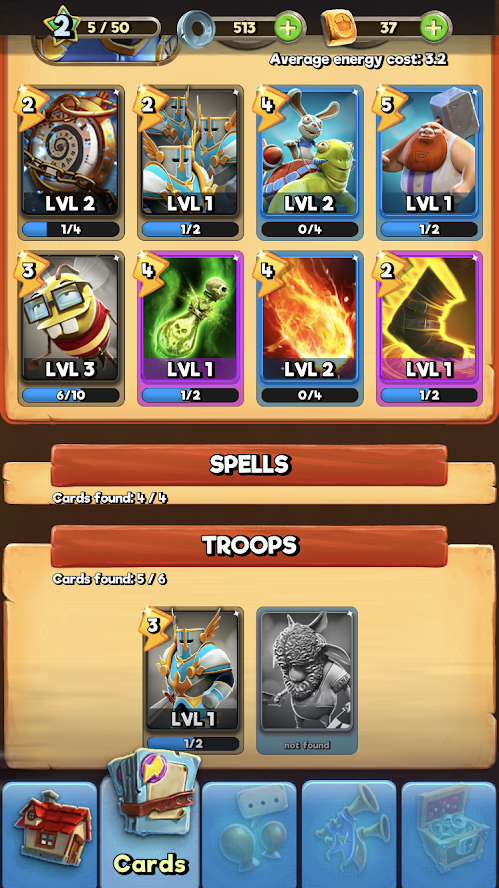 2 5 / 50 513 37
Average energy cost: 3.2
2 2 4 5
LVL 2 LVL 1 LVL 2 LVL 1
1/4 1/2 0/4 1/2
3 4 4 2
LVL 3 LVL 1 LVL 2 LVL 1
6/10 1/2 0/4 1/2
SPELLS
Cards found: 4 / 4
TROOPS
Cards found: 5 / 6
3
LVL 1
1/2 not found
Cards